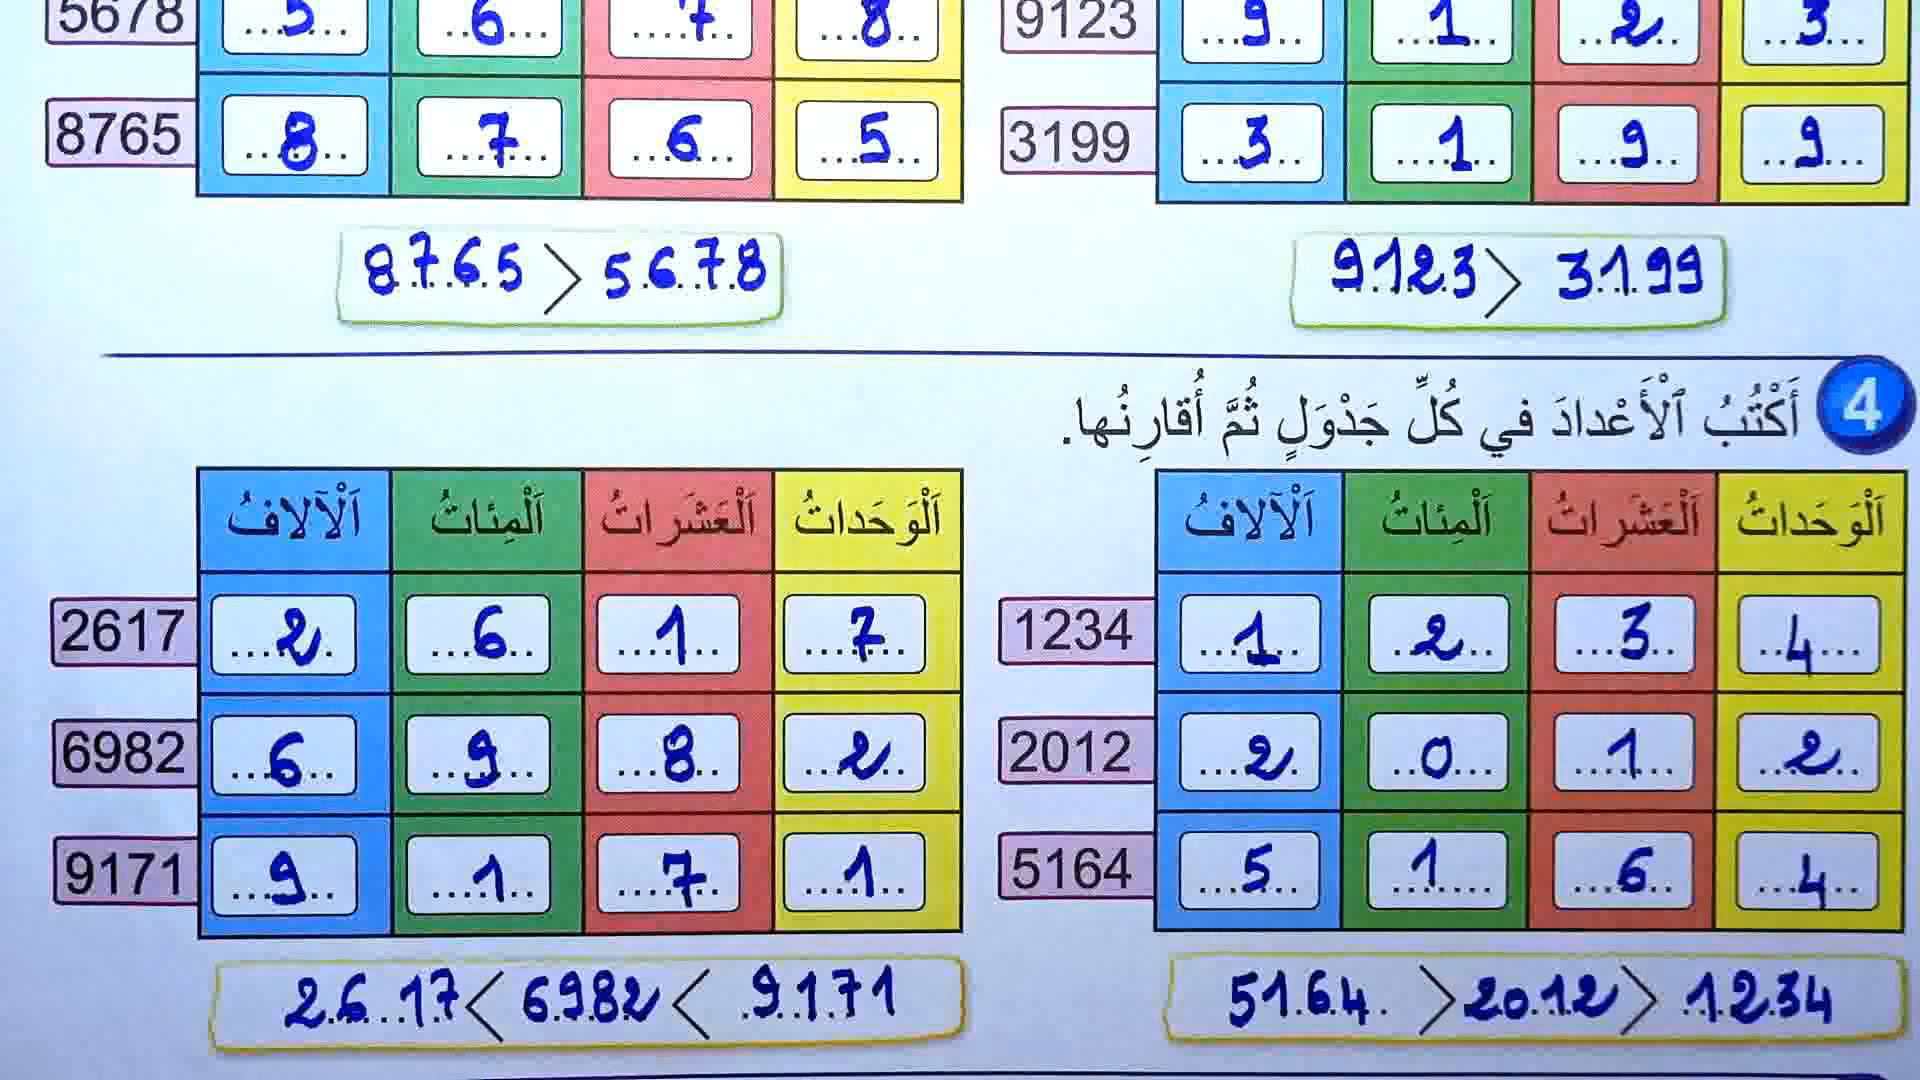 5678 5 6 7 8 9123 9 1 2 3
8765 8 7 6 5 3199 3 1 9 9
8765 > 5678 9123 > 3199
4 أَكْتُبُ ٱلْأَعْدادَ في كُلِّ جَدْوَلٍ ثُمَّ أُقارِنُها.
اَلْآلافُ اَلْمِئاتُ اَلْعَشَراتُ اَلْوَحَداتُ اَلْآلافُ اَلْمِئاتُ اَلْعَشَراتُ اَلْوَحَداتُ
2617 2 6 1 7 1234 1 2 3 4
6982 6 9 8 2 2012 2 0 1 2
9171 9 1 7 1 5164 5 1 6 4
2617 < 6982 < 9171 5164 > 2012 > 1234